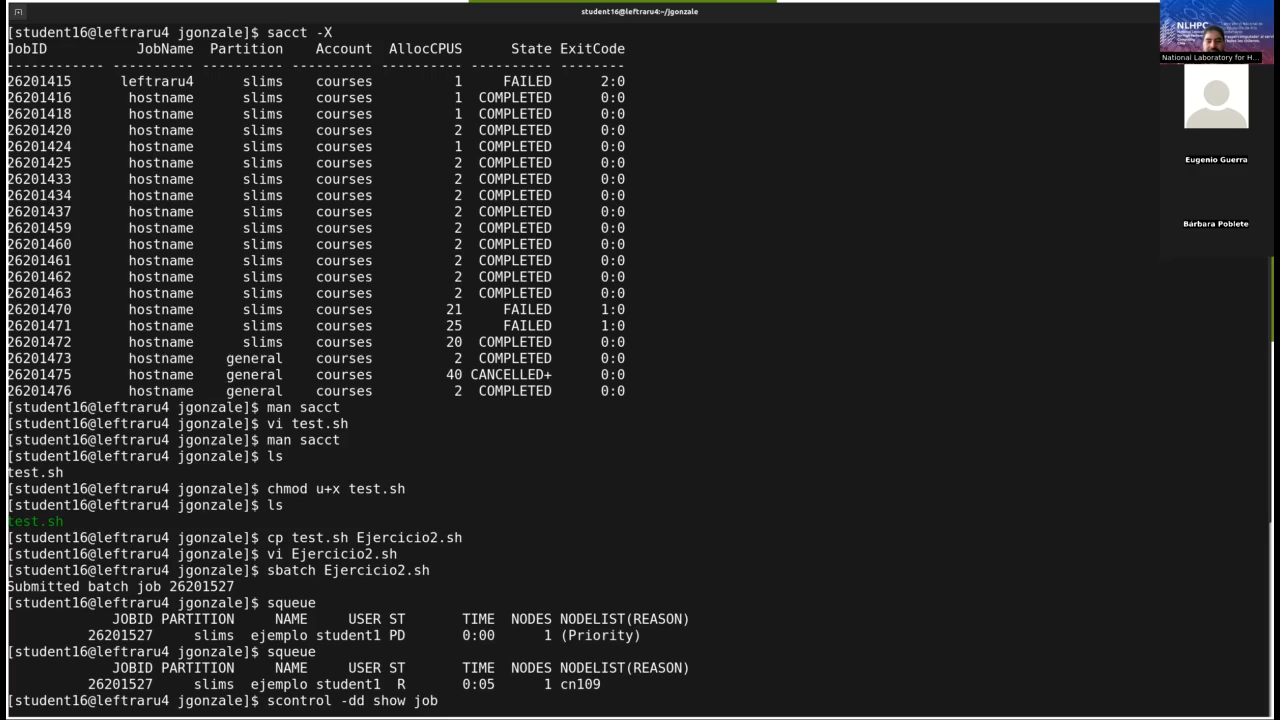 student16@leftraru4:~/jgonzale
[student16@leftraru4 jgonzale]$ sacct -X
JobID JobName Partition Account AllocCPUS State ExitCode
------------ ---------- ---------- ---------- ---------- ---------- --------
26201415 leftraru4 slims courses 1 FAILED 2:0
26201416 hostname slims courses 1 COMPLETED 0:0
26201418 hostname slims courses 1 COMPLETED 0:0
26201420 hostname slims courses 2 COMPLETED 0:0
26201424 hostname slims courses 1 COMPLETED 0:0
26201425 hostname slims courses 2 COMPLETED 0:0
26201433 hostname slims courses 2 COMPLETED 0:0
26201434 hostname slims courses 2 COMPLETED 0:0
26201437 hostname slims courses 2 COMPLETED 0:0
26201459 hostname slims courses 2 COMPLETED 0:0
26201460 hostname slims courses 2 COMPLETED 0:0
26201461 hostname slims courses 2 COMPLETED 0:0
26201462 hostname slims courses 2 COMPLETED 0:0
26201463 hostname slims courses 2 COMPLETED 0:0
26201470 hostname slims courses 21 FAILED 1:0
26201471 hostname slims courses 25 FAILED 1:0
26201472 hostname slims courses 20 COMPLETED 0:0
26201473 hostname general courses 2 COMPLETED 0:0
26201475 hostname general courses 40 CANCELLED+ 0:0
26201476 hostname general courses 2 COMPLETED 0:0
[student16@leftraru4 jgonzale]$ man sacct
[student16@leftraru4 jgonzale]$ vi test.sh
[student16@leftraru4 jgonzale]$ man sacct
[student16@leftraru4 jgonzale]$ ls
test.sh
[student16@leftraru4 jgonzale]$ chmod u+x test.sh
[student16@leftraru4 jgonzale]$ ls
test.sh
[student16@leftraru4 jgonzale]$ cp test.sh Ejercicio2.sh
[student16@leftraru4 jgonzale]$ vi Ejercicio2.sh
[student16@leftraru4 jgonzale]$ sbatch Ejercicio2.sh
Submitted batch job 26201527
[student16@leftraru4 jgonzale]$ squeue
JOBID PARTITION NAME USER ST TIME NODES NODELIST(REASON)
26201527 slims ejemplo student1 PD 0:00 1 (Priority)
[student16@leftraru4 jgonzale]$ squeue
JOBID PARTITION NAME USER ST TIME NODES NODELIST(REASON)
26201527 slims ejemplo student1 R 0:05 1 cn109
[student16@leftraru4 jgonzale]$ scontrol -dd show job
NLHPC
National Laboratory for H...
Eugenio Guerra
Bárbara Poblete